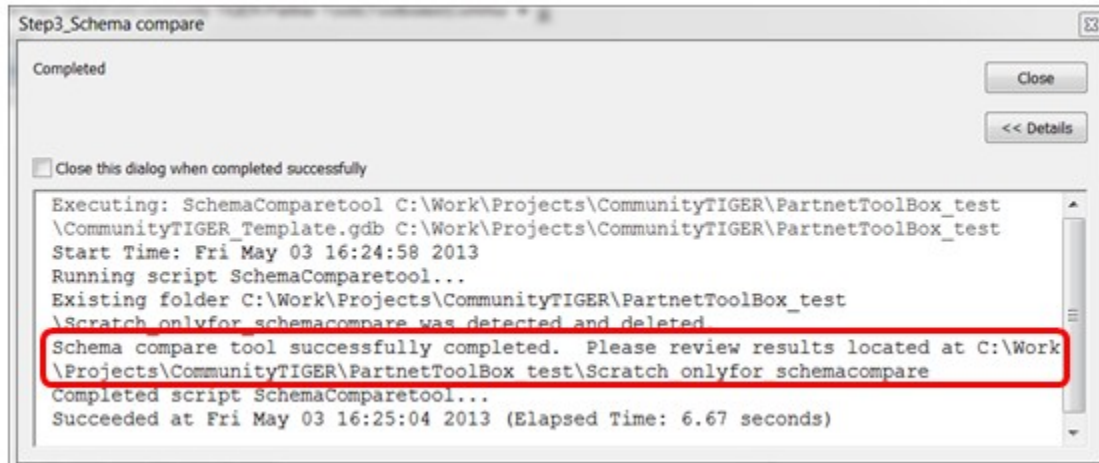 Step3_Schema compare
Completed
Close
<< Details
Close this dialog when completed successfully
Executing: SchemaComparetool C:\Work\Projects\CommunityTIGER\PartnetToolBox_test
\CommunityTIGER_Template.gdb C:\Work\Projects\CommunityTIGER\PartnetToolBox_test
Start Time: Fri May 03 16:24:58 2013
Running script SchemaComparetool...
Existing folder C:\Work\Projects\CommunityTIGER\PartnetToolBox_test
\Scratch_onlyfor_schemacompare was detected and deleted.
Schema compare tool successfully completed.  Please review results located at C:\Work
\Projects\CommunityTIGER\PartnetToolBox_test\Scratch_onlyfor_schemacompare
Completed script SchemaComparetool...
Succeeded at Fri May 03 16:25:04 2013 (Elapsed Time: 6.67 seconds)